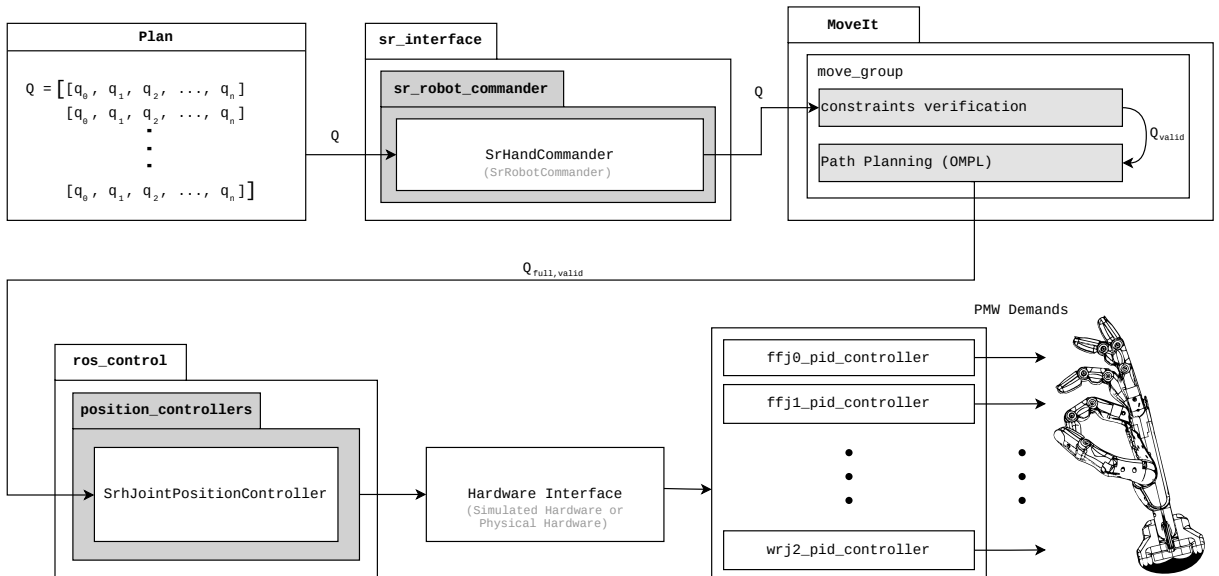 Plan
Q = [[q0, q1, q2, ..., qn]
[q0, q1, q2, ..., qn]
[q0, q1, q2, ..., qn]]
Q
sr_interface
sr_robot_commander
SrHandCommander
(SrRobotCommander)
Q
MoveIt
move_group
constraints verification
Qvalid
Path Planning (OMPL)
Qfull,valid
ros_control
position_controllers
SrhJointPositionController
Hardware Interface
(Simulated Hardware or
Physical Hardware)
PMW Demands
ffj0_pid_controller
ffj1_pid_controller
wrj2_pid_controller